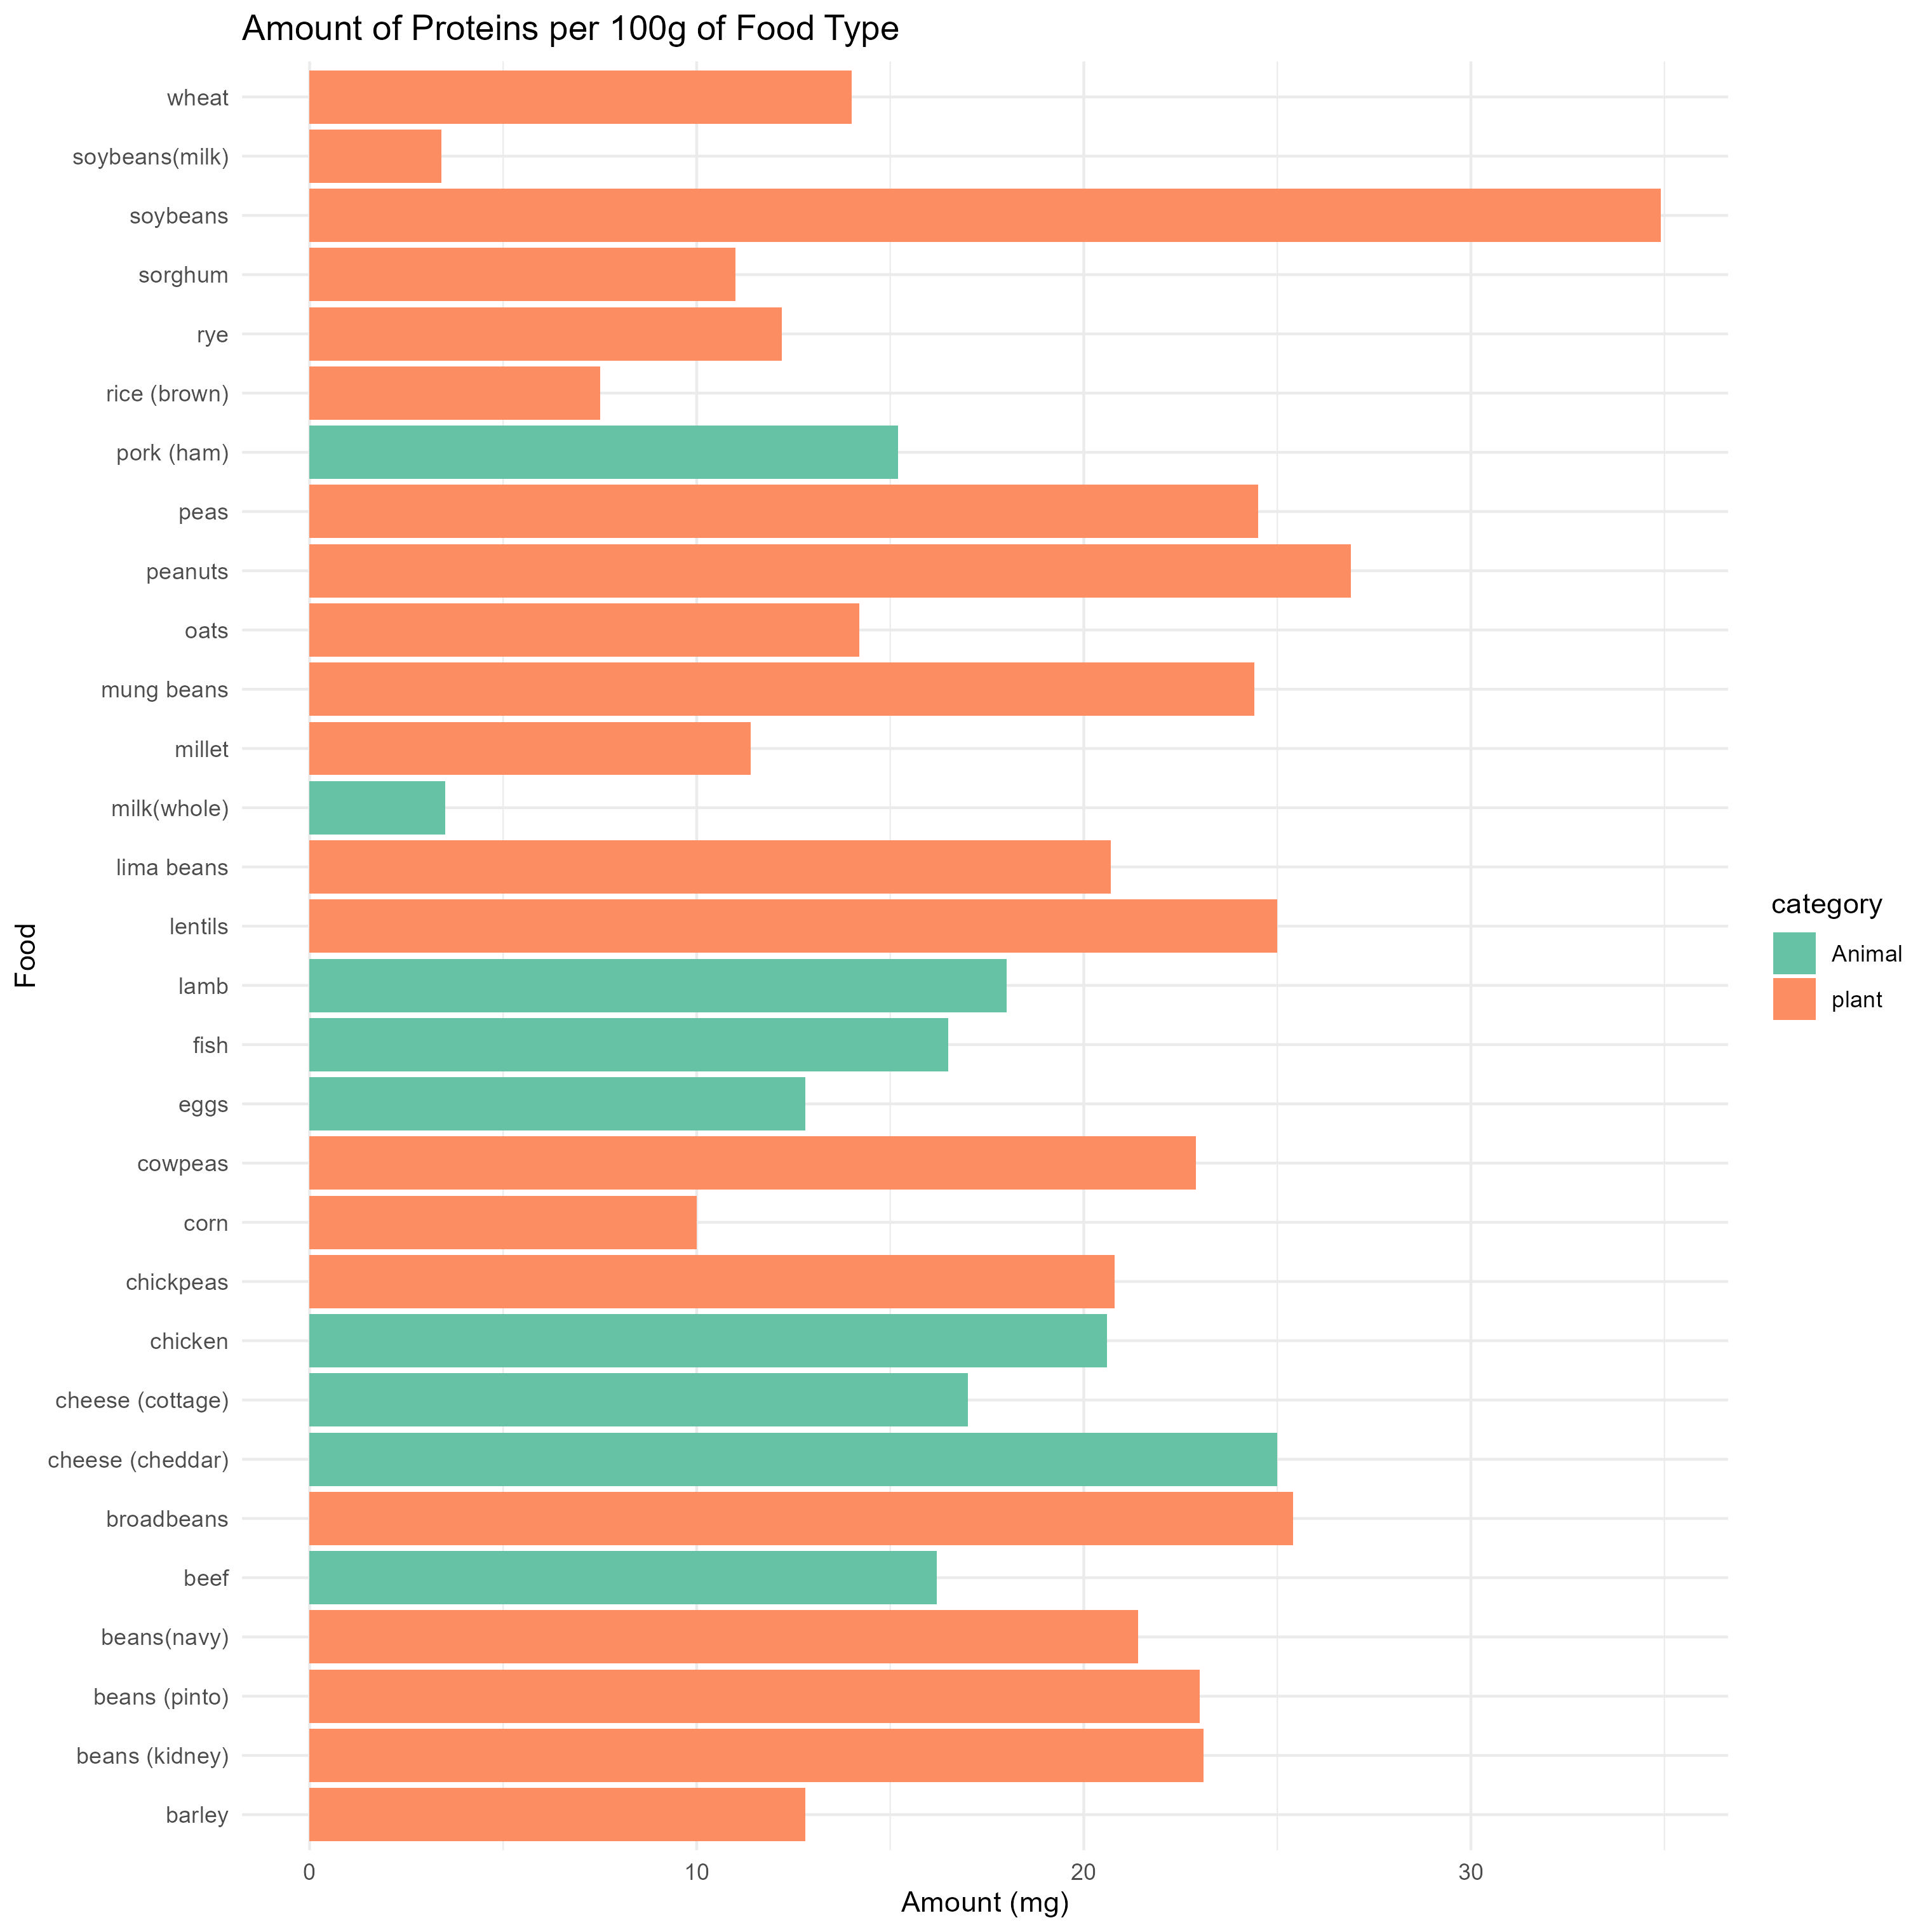 Amount of Proteins per 100g of Food Type
wheat
soybeans(milk)
soybeans
sorghum
rye
rice (brown)
pork (ham)
peas
peanuts
oats
mung beans
millet
milk(whole)
lima beans
lentils
lamb
fish
eggs
cowpeas
corn
chickpeas
chicken
cheese (cottage)
cheese (cheddar)
broadbeans
beef
beans(navy)
beans (pinto)
beans (kidney)
barley
Food
0 10 20 30
Amount (mg)
category
Animal
plant